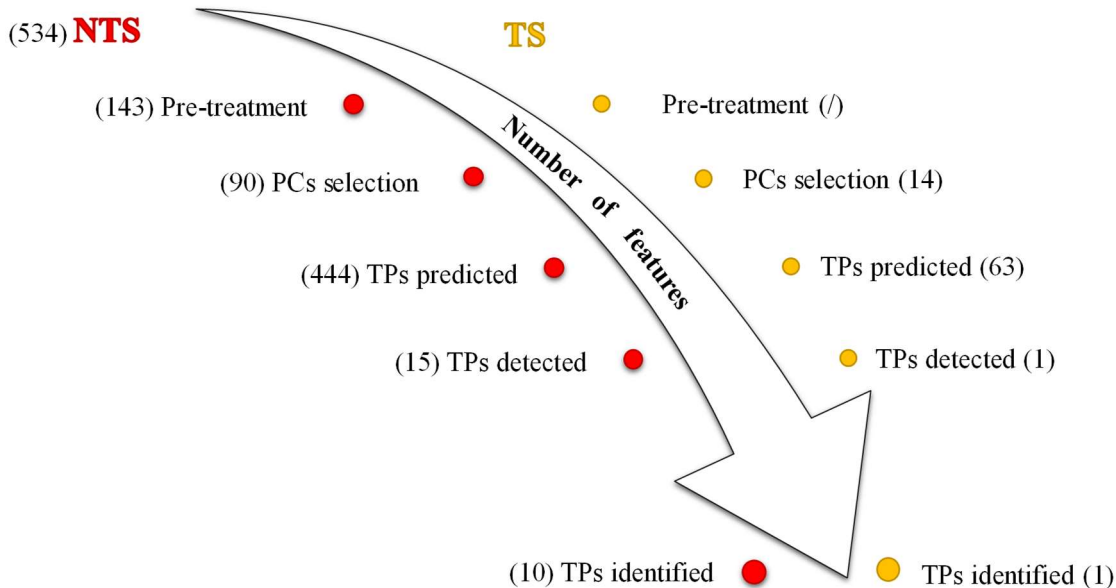 (534) NTS
TS
(143) Pre-treatment
Pre-treatment (/)
(90) PCs selection
PCs selection (14)
(444) TPs predicted
TPs predicted (63)
(15) TPs detected
TPs detected (1)
(10) TPs identified
TPs identified (1)
Number of features